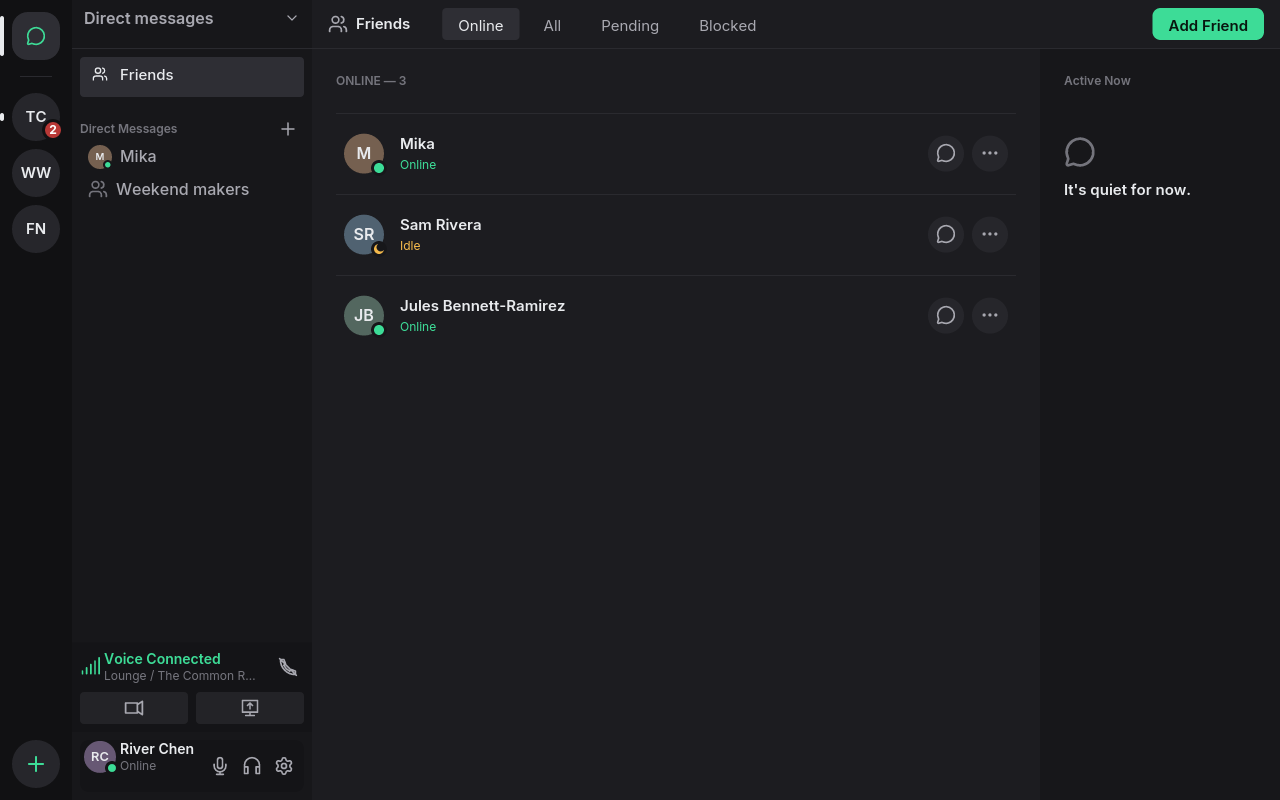 TC
2
WW
FN
Direct messages
Friends
Direct Messages
M
Mika
Weekend makers
Voice Connected
Lounge / The Common R...
RC
River Chen
Online
Friends
Online
All
Pending
Blocked
Add Friend
ONLINE — 3
M
Mika
Online
SR
Sam Rivera
Idle
JB
Jules Bennett-Ramirez
Online
Active Now
It's quiet for now.